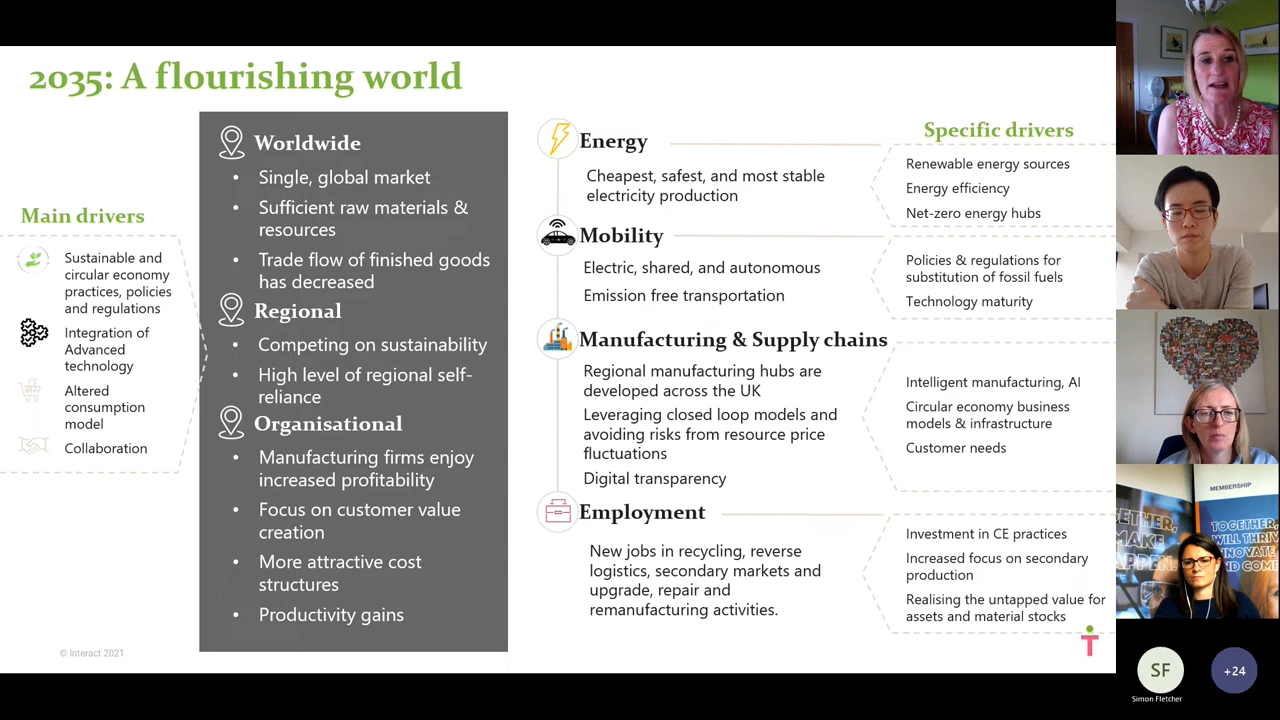 2035: A flourishing world
Main drivers
Sustainable and
circular economy
practices, policies
and regulations
Integration of
Advanced
technology
Altered
consumption
model
Collaboration
Worldwide
• Single, global market
• Sufficient raw materials &
resources
• Trade flow of finished goods
has decreased
Regional
• Competing on sustainability
• High level of regional self-
reliance
Organisational
• Manufacturing firms enjoy
increased profitability
• Focus on customer value
creation
• More attractive cost
structures
• Productivity gains
Energy
Cheapest, safest, and most stable
electricity production
Mobility
Electric, shared, and autonomous
Emission free transportation
Manufacturing & Supply chains
Regional manufacturing hubs are
developed across the UK
Leveraging closed loop models and
avoiding risks from resource price
fluctuations
Digital transparency
Employment
New jobs in recycling, reverse
logistics, secondary markets and
upgrade, repair and
remanufacturing activities.
Specific drivers
Renewable energy sources
Energy efficiency
Net-zero energy hubs
Policies & regulations for
substitution of fossil fuels
Technology maturity
Intelligent manufacturing, AI
Circular economy business
models & infrastructure
Customer needs
Investment in CE practices
Increased focus on secondary
production
Realising the untapped value for
assets and material stocks
© Interact 2021
MEMBERSHIP
TOGETHER,
WILL THRIV
SF
+24
Simon Fletcher